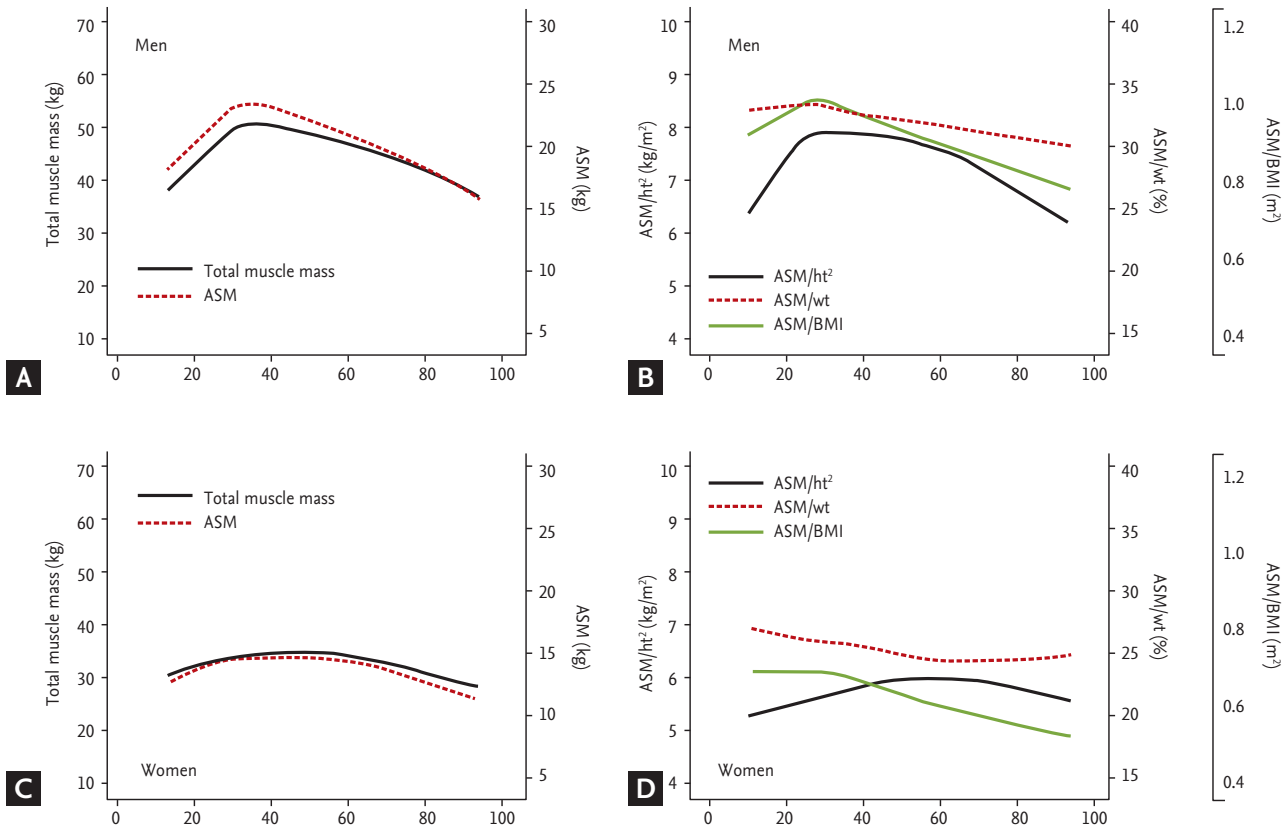 Men
Total muscle mass (kg)
70
60
50
40
30
20
10
ASM (kg)
30
25
20
15
10
5
Total muscle mass
ASM
0 20 40 60 80 100
A
Men
ASM/ht² (kg/m²)
10
9
8
7
6
5
4
ASM/wt (%)
40
35
30
25
20
15
ASM/BMI (m²)
1.2
1.0
0.8
0.6
0.4
ASM/ht²
ASM/wt
ASM/BMI
0 20 40 60 80 100
B
Total muscle mass
ASM
Total muscle mass (kg)
70
60
50
40
30
20
10
ASM (kg)
30
25
20
15
10
5
Women
0 20 40 60 80 100
C
ASM/ht²
ASM/wt
ASM/BMI
ASM/ht² (kg/m²)
10
9
8
7
6
5
4
ASM/wt (%)
40
35
30
25
20
15
ASM/BMI (m²)
1.2
1.0
0.8
0.6
0.4
Women
0 20 40 60 80 100
D